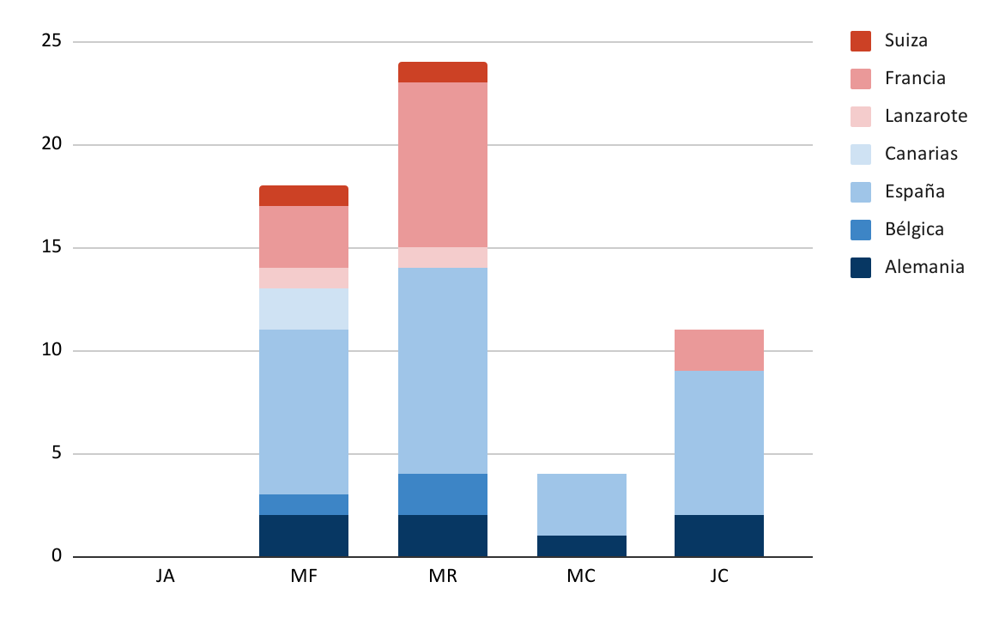 25
20
15
10
5
0
JA
MF
MR
MC
JC
Suiza
Francia
Lanzarote
Canarias
España
Bélgica
Alemania